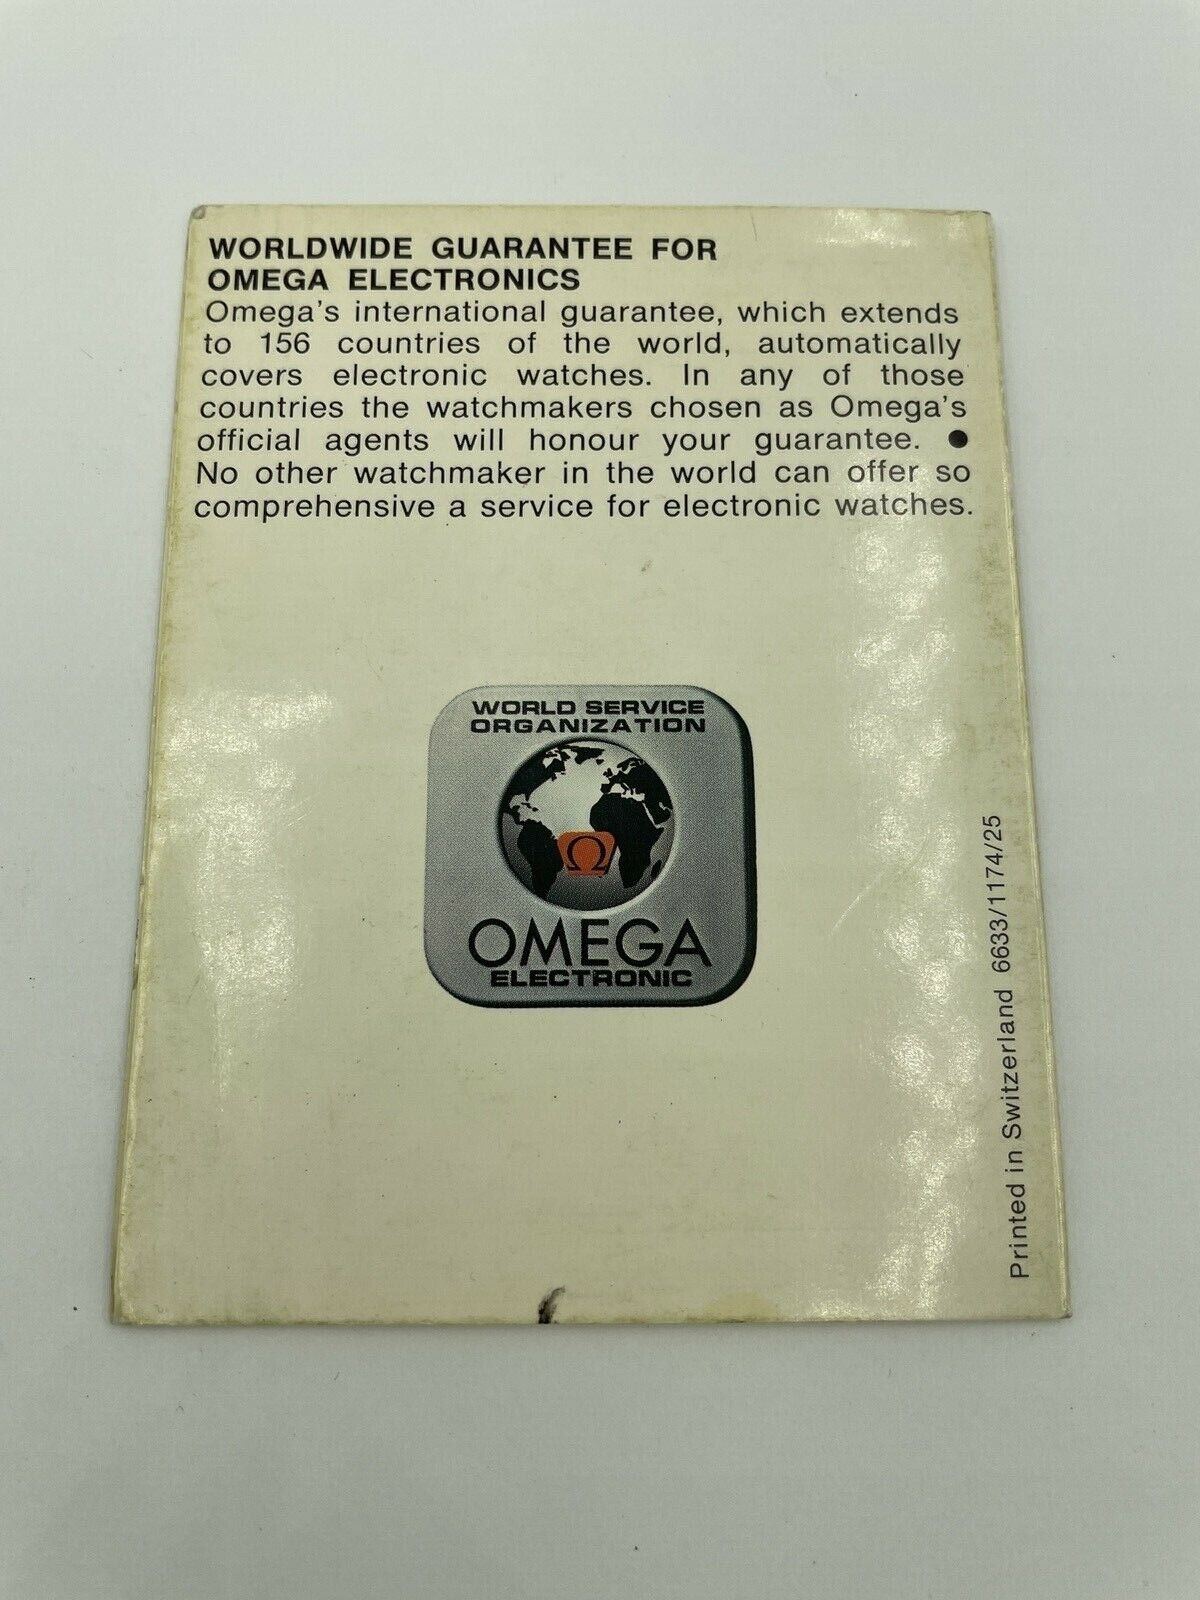 WORLDWIDE GUARANTEE FOR
OMEGA ELECTRONICS
Omega's international guarantee, which extends
to 156 countries of the world, automatically
covers electronic watches. In any of those
countries the watchmakers chosen as Omega's
official agents will honour your guarantee. ●
No other watchmaker in the world can offer so
comprehensive a service for electronic watches.
WORLD SERVICE
ORGANIZATION
Ω
OMEGA
ELECTRONIC
Printed in Switzerland 6633/1174/25